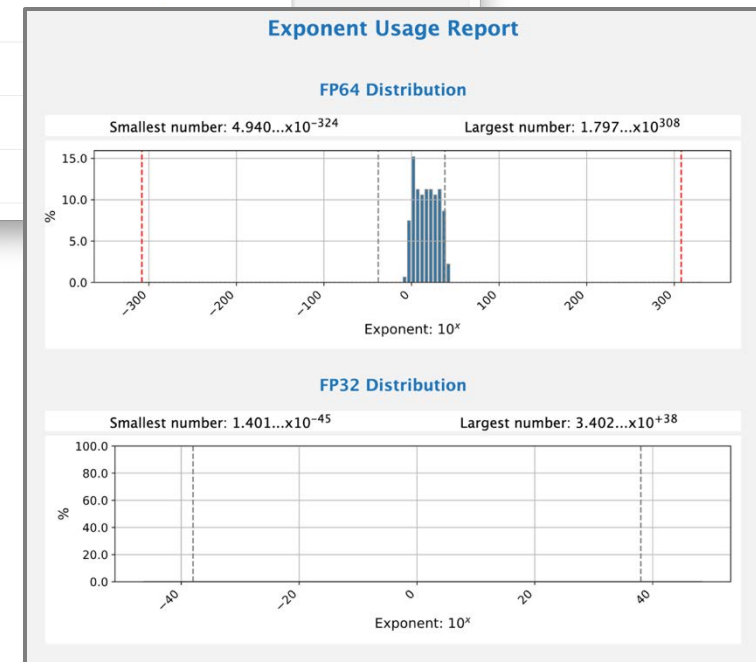 Exponent Usage Report
FP64 Distribution
Smallest number: 4.940...x10⁻³²⁴ Largest number: 1.797...x10³⁰⁸
15.0
10.0
5.0
0.0
%
−300 −200 −100 0 100 200 300
Exponent: 10ˣ
FP32 Distribution
Smallest number: 1.401...x10⁻⁴⁵ Largest number: 3.402...x10⁺³⁸
100.0
80.0
60.0
40.0
20.0
0.0
%
−40 −20 0 20 40
Exponent: 10ˣ